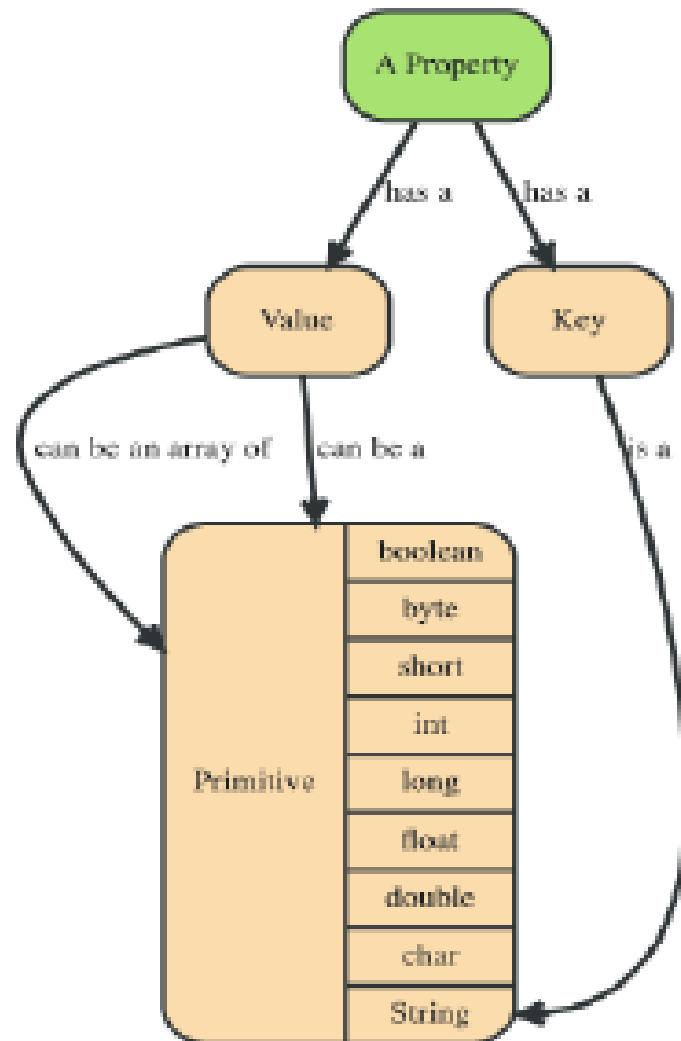 A Property
has a
has a
Value
Key
can be an array of
can be a
is a
boolean
byte
short
int
Primitive
long
float
double
char
String